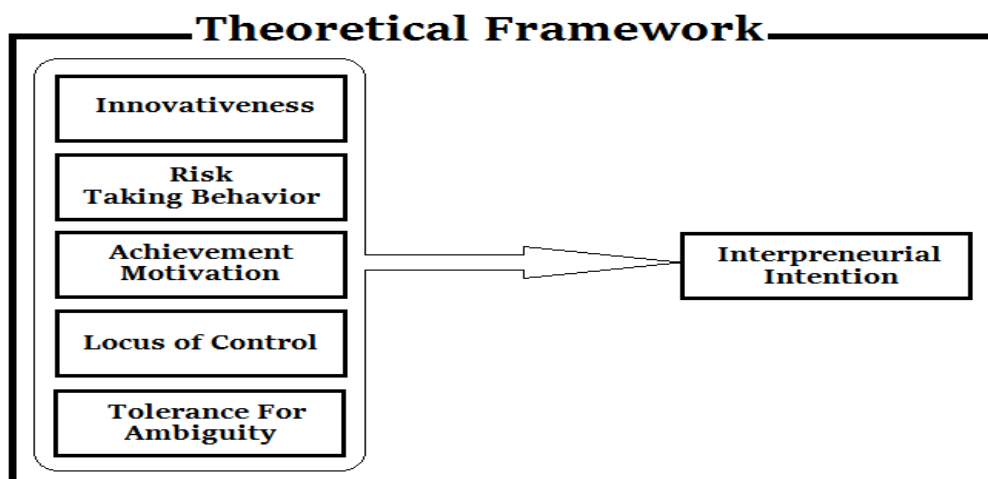 Theoretical Framework
Innovativeness
Risk
Taking Behavior
Achievement
Motivation
Locus of Control
Tolerance For
Ambiguity
Interpreneurial
Intention